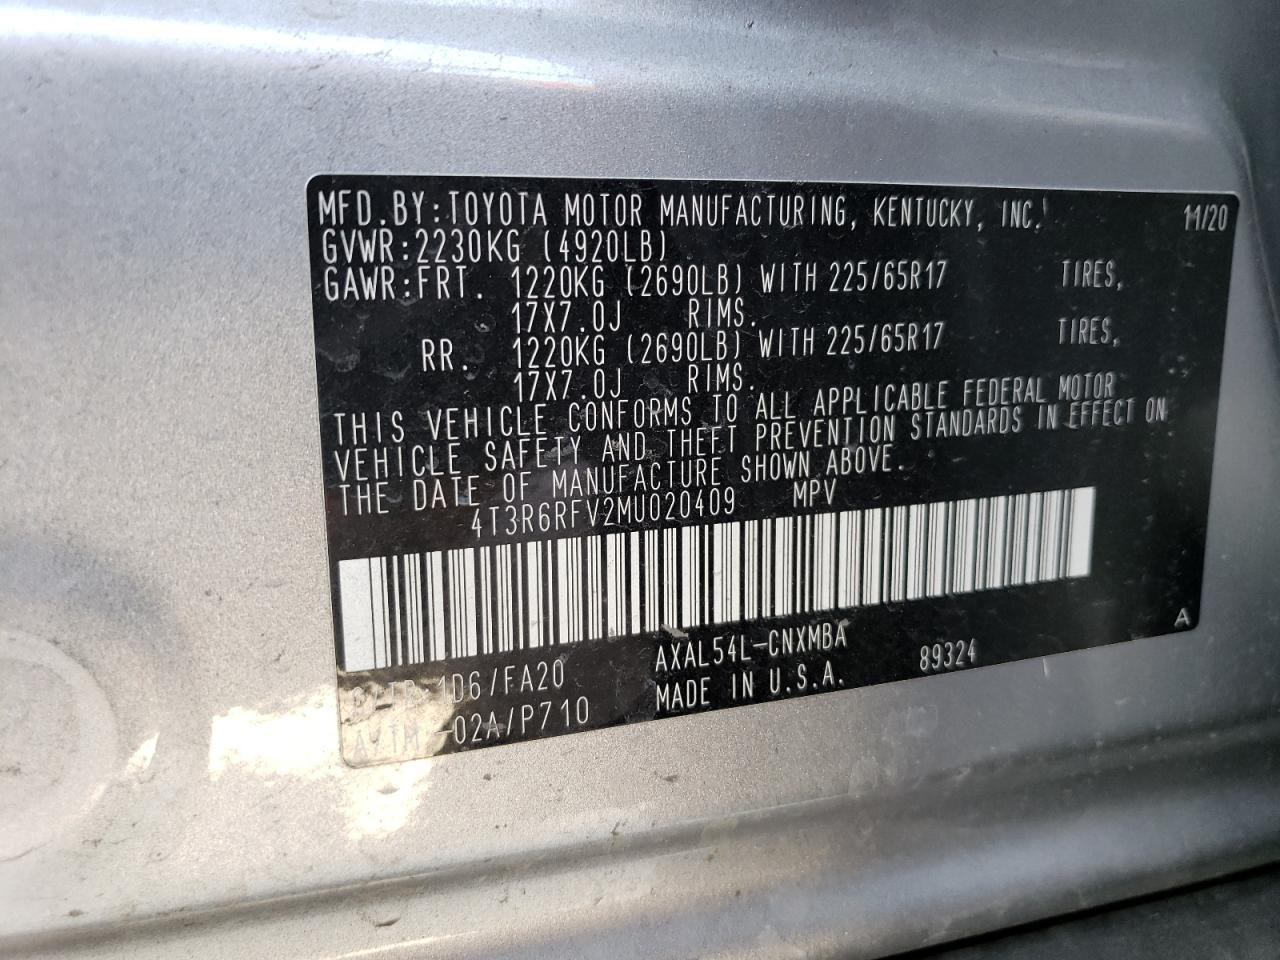 MFD.BY:TOYOTA MOTOR MANUFACTURING, KENTUCKY, INC. 11/20
GVWR:2230KG (4920LB)
GAWR:FRT. 1220KG (2690LB) WITH 225/65R17 TIRES,
17X7.0J RIMS.
RR. 1220KG (2690LB) WITH 225/65R17 TIRES,
17X7.0J RIMS.
THIS VEHICLE CONFORMS TO ALL APPLICABLE FEDERAL MOTOR
VEHICLE SAFETY AND THEFT PREVENTION STANDARDS IN EFFECT ON
THE DATE OF MANUFACTURE SHOWN ABOVE.
4T3R6RFV2MU020409 MPV
A
C/TR:1D6/FA20 AXAL54L-CNXMBA 89324
A/TM -02A/P710 MADE IN U.S.A.